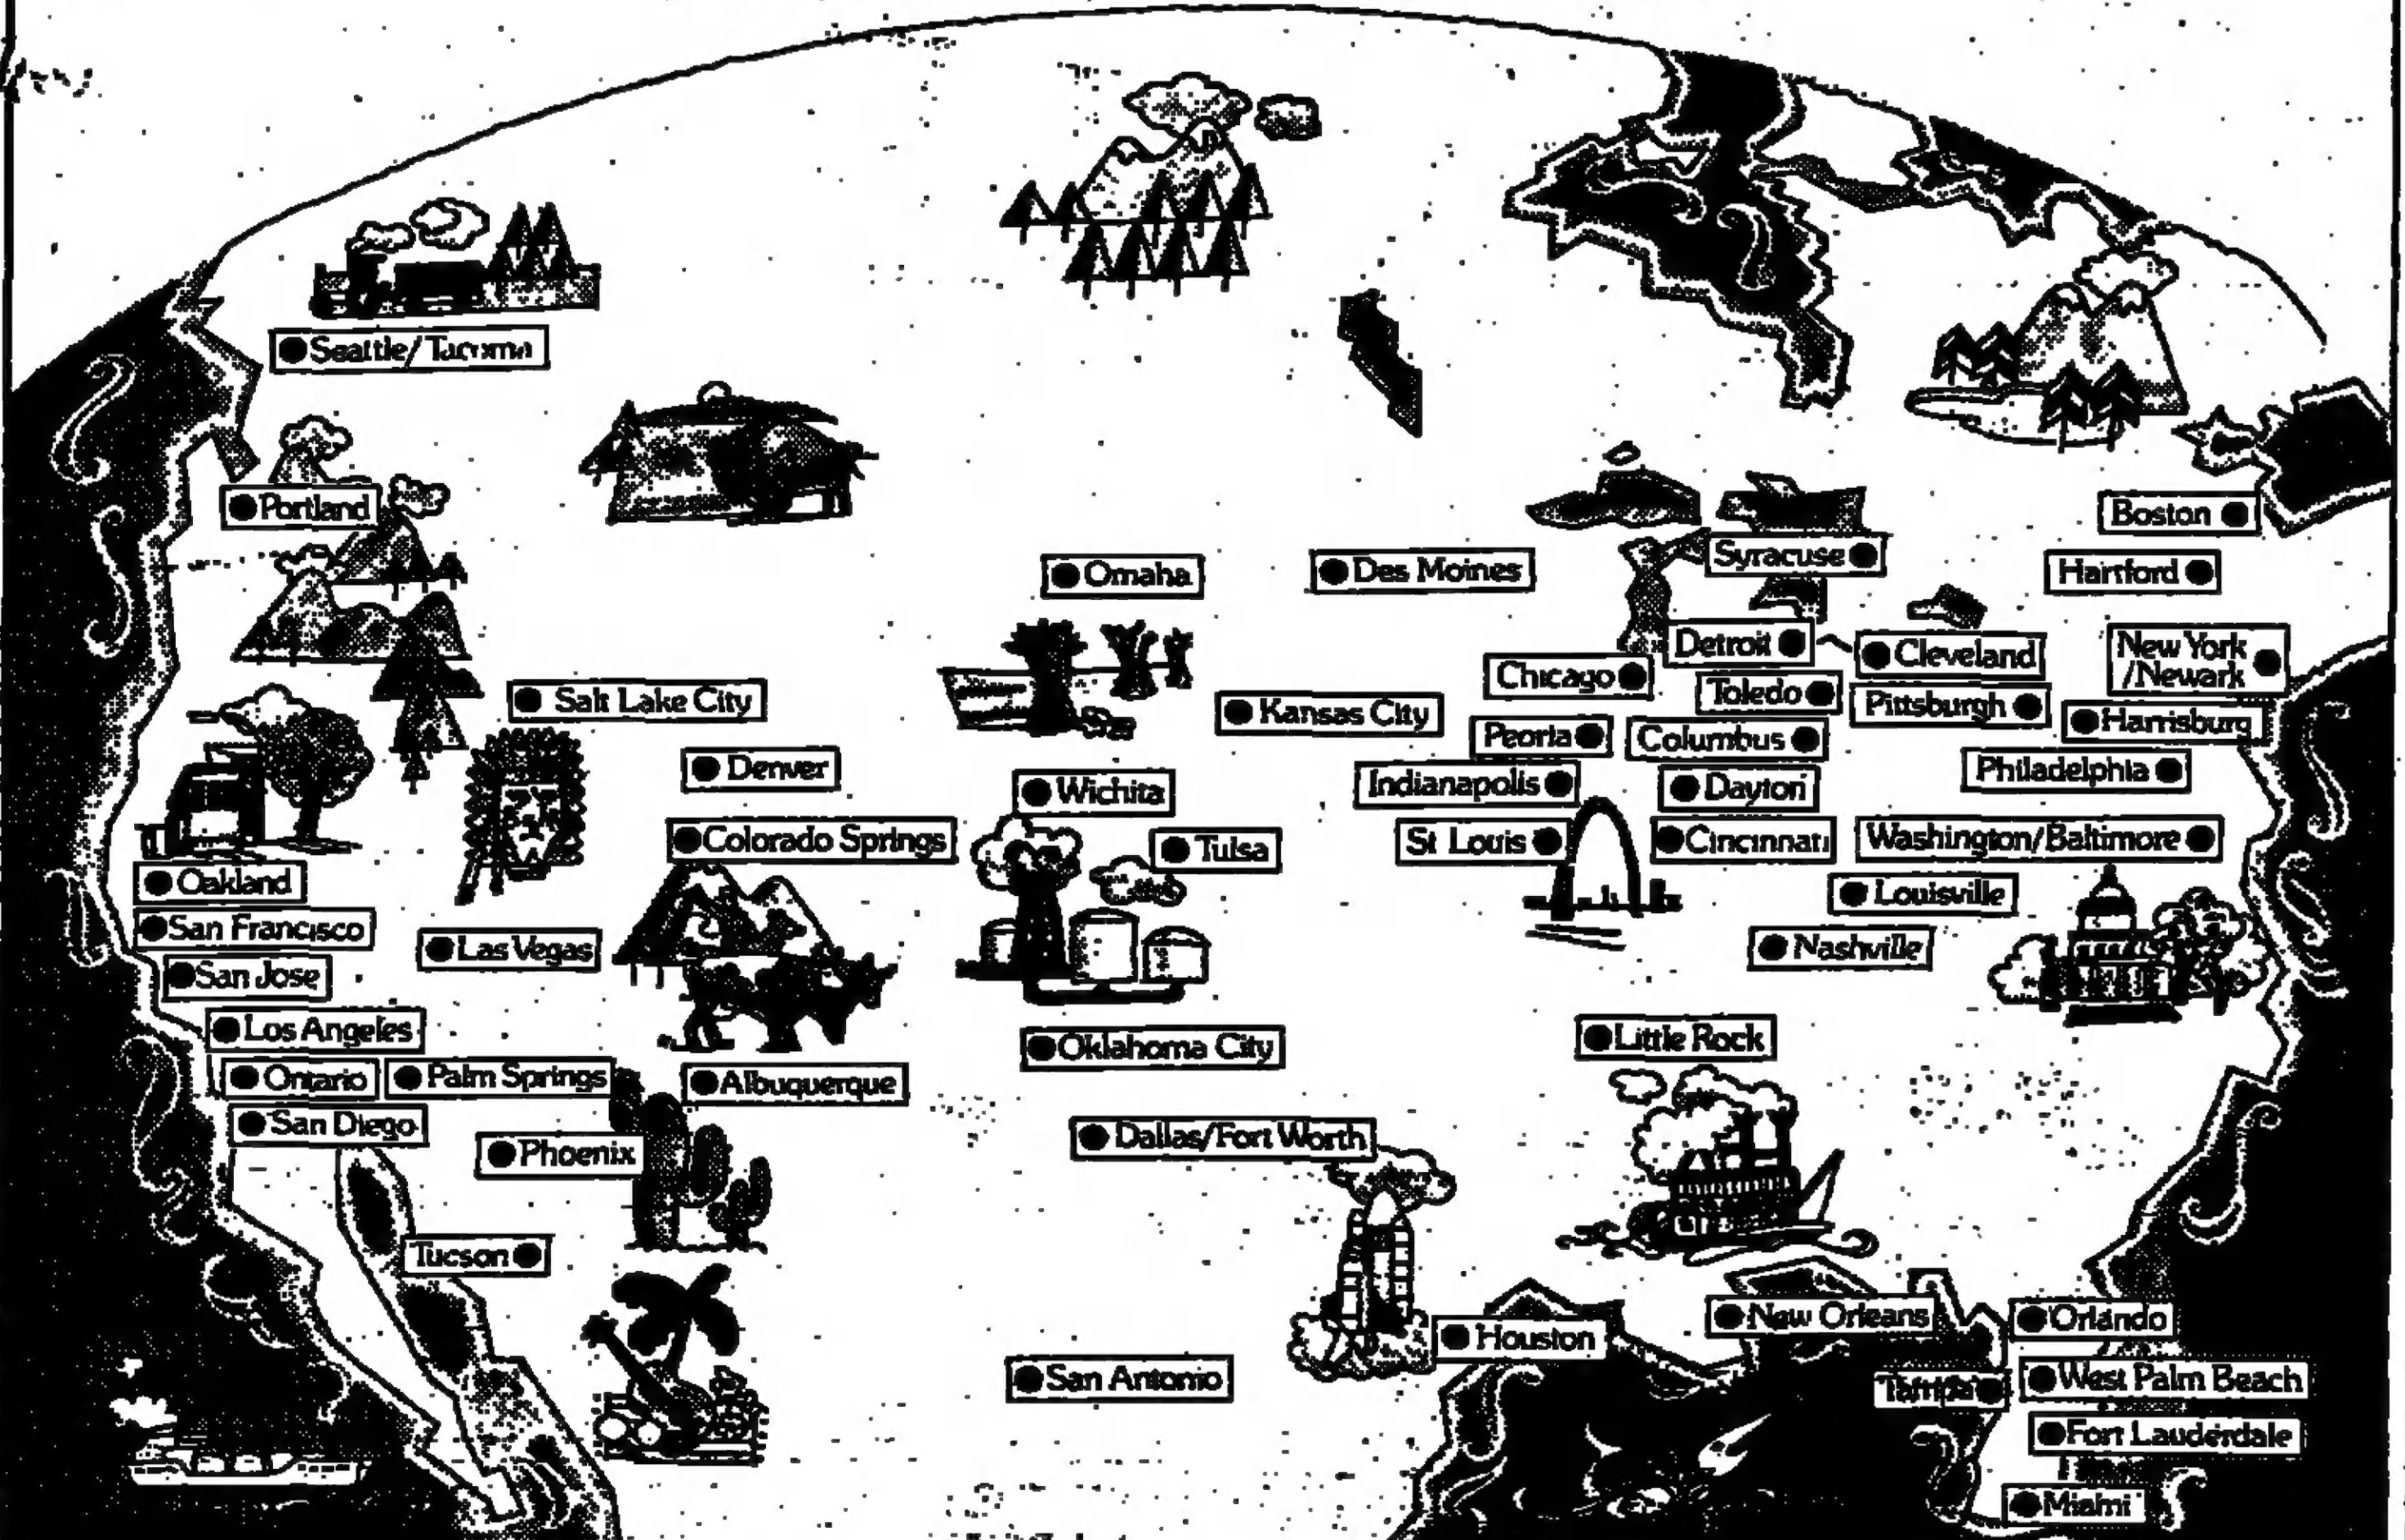 Seattle/Tacoma
Portland
Boston
Syracuse
Omaha
Des Moines
Hartford
Detroit
Cleveland
New York
/Newark
Chicago
Toledo
Pittsburgh
Salt Lake City
Kansas City
Harrisburg
Peoria
Columbus
Denver
Philadelphia
Indianapolis
Dayton
Wichita
Colorado Springs
Tulsa
St Louis
Cincinnati
Washington/Baltimore
Oakland
Louisville
San Francisco
Las Vegas
Nashville
San Jose
Los Angeles
Oklahoma City
Little Rock
Ontario
Palm Springs
Albuquerque
San Diego
Dallas/Fort Worth
Phoenix
Tucson
New Orleans
Orlando
Houston
San Antonio
Tampa
West Palm Beach
Fort Lauderdale
Miami